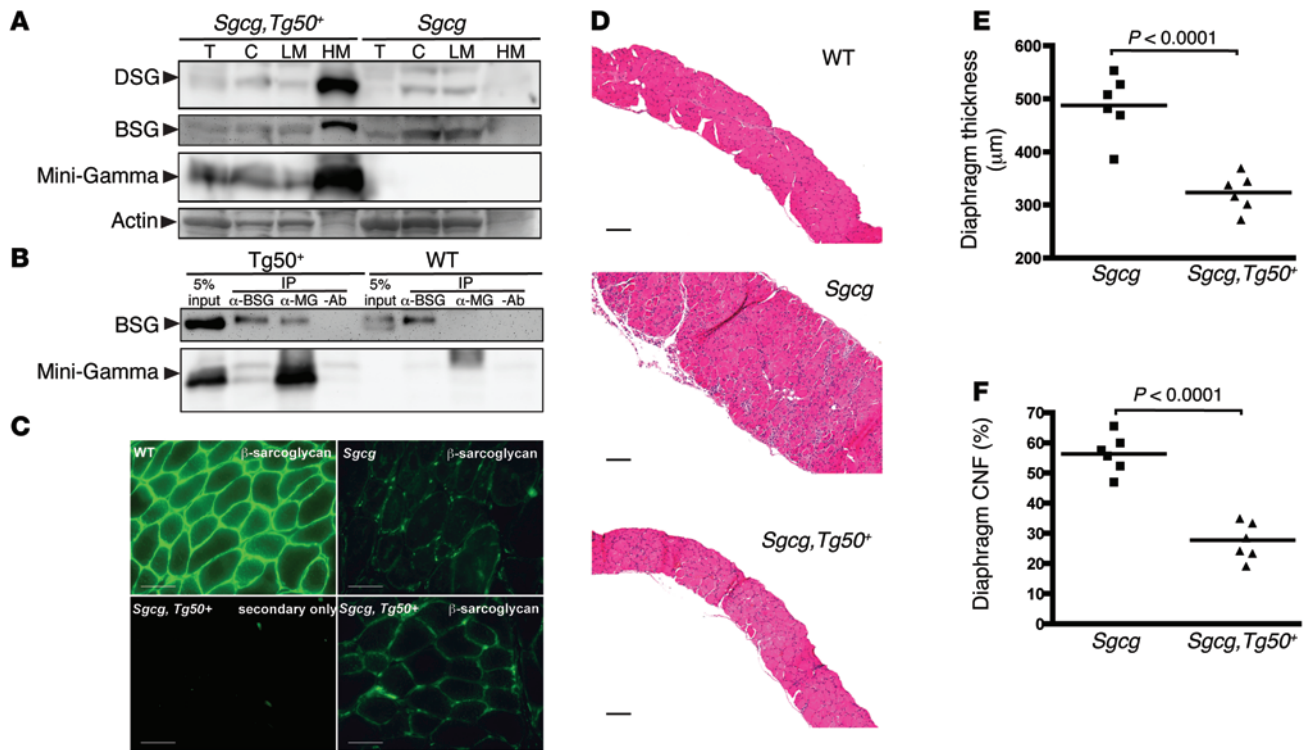 A
Sgcg,Tg50+ Sgcg
T C LM HM T C LM HM
DSG
BSG
Mini-Gamma
Actin
B
Tg50+ WT
5% input IP 5% input IP
α-BSG α-MG -Ab α-BSG α-MG -Ab
BSG
Mini-Gamma
C
WT β-sarcoglycan
Sgcg β-sarcoglycan
Sgcg, Tg50+ secondary only
Sgcg, Tg50+ β-sarcoglycan
D
WT
Sgcg
Sgcg,Tg50+
E
P < 0.0001
Diaphragm thickness
(μm)
600
500
400
300
200
Sgcg Sgcg,Tg50+
F
P < 0.0001
Diaphragm CNF (%)
70
60
50
40
30
20
10
0
Sgcg Sgcg,Tg50+